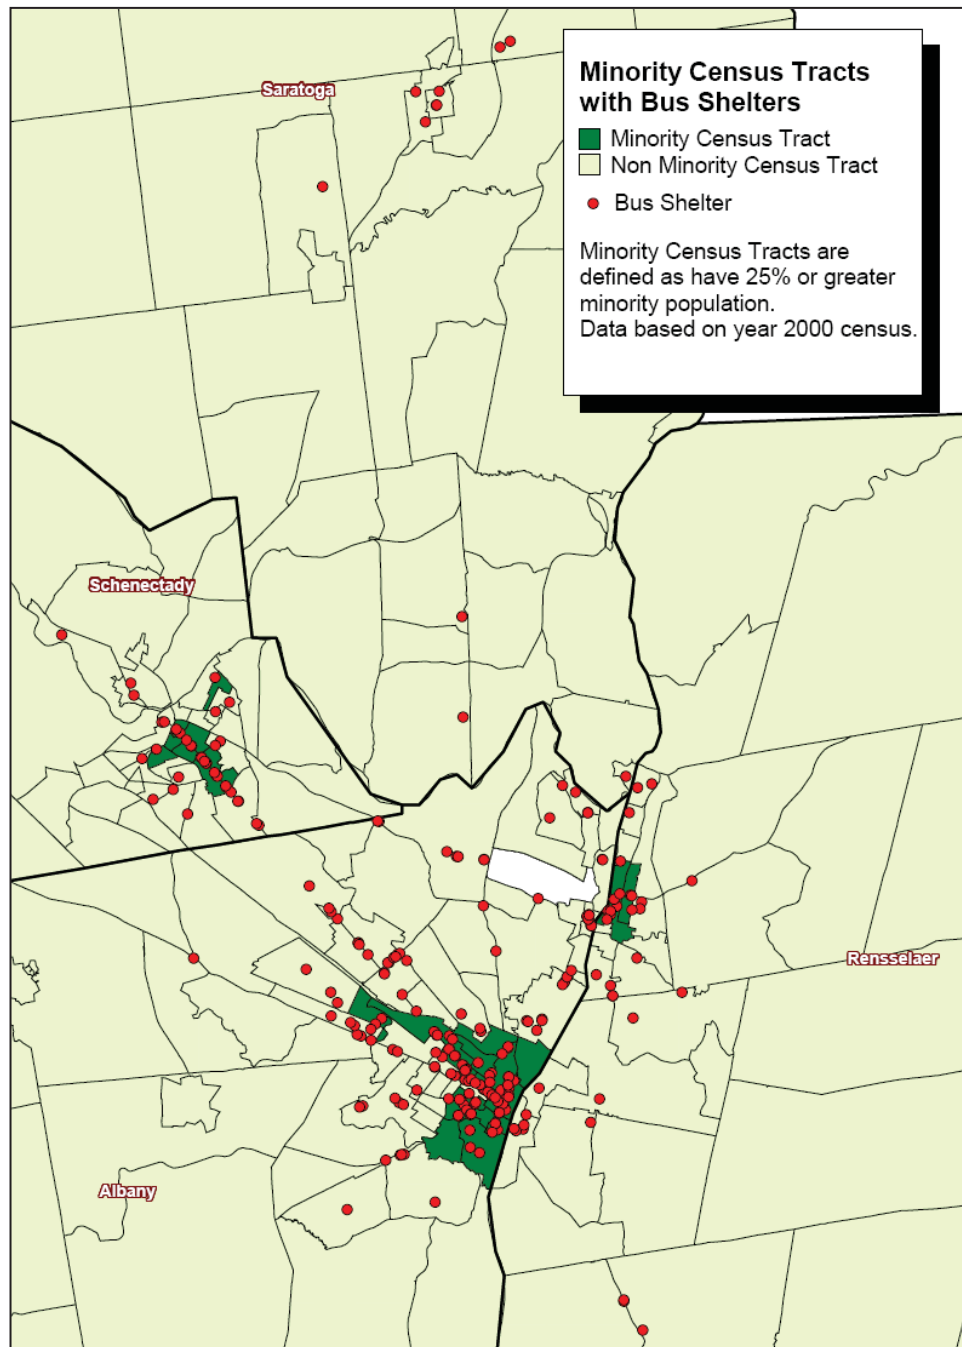 Saratoga
Minority Census Tracts
with Bus Shelters
Minority Census Tract
Non Minority Census Tract
Bus Shelter
Minority Census Tracts are
defined as have 25% or greater
minority population.
Data based on year 2000 census.
Schenectady
Rensselaer
Albany